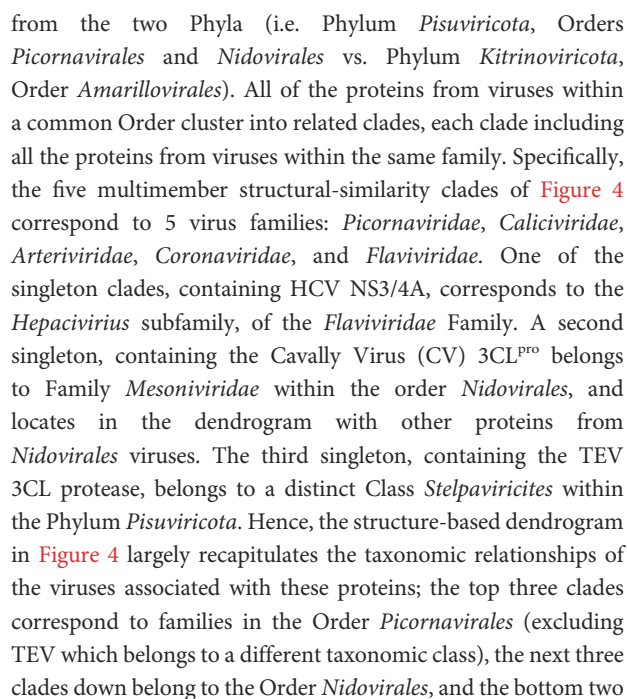 from the two Phyla (i.e. Phylum Pisuviricota, Orders
Picornavirales and Nidovirales vs. Phylum Kitrinoviricota,
Order Amarillovirales). All of the proteins from viruses within
a common Order cluster into related clades, each clade including
all the proteins from viruses within the same family. Specifically,
the five multimember structural-similarity clades of Figure 4
correspond to 5 virus families: Picornaviridae, Caliciviridae,
Arteriviridae, Coronaviridae, and Flaviviridae. One of the
singleton clades, containing HCV NS3/4A, corresponds to the
Hepacivirius subfamily, of the Flaviviridae Family. A second
singleton, containing the Cavally Virus (CV) 3CLpro belongs
to Family Mesoniviridae within the order Nidovirales, and
locates in the dendrogram with other proteins from
Nidovirales viruses. The third singleton, containing the TEV
3CL protease, belongs to a distinct Class Stelpaviricites within
the Phylum Pisuviricota. Hence, the structure-based dendrogram
in Figure 4 largely recapitulates the taxonomic relationships of
the viruses associated with these proteins; the top three clades
correspond to families in the Order Picornavirales (excluding
TEV which belongs to a different taxonomic class), the next three
clades down belong to the Order Nidovirales, and the bottom two